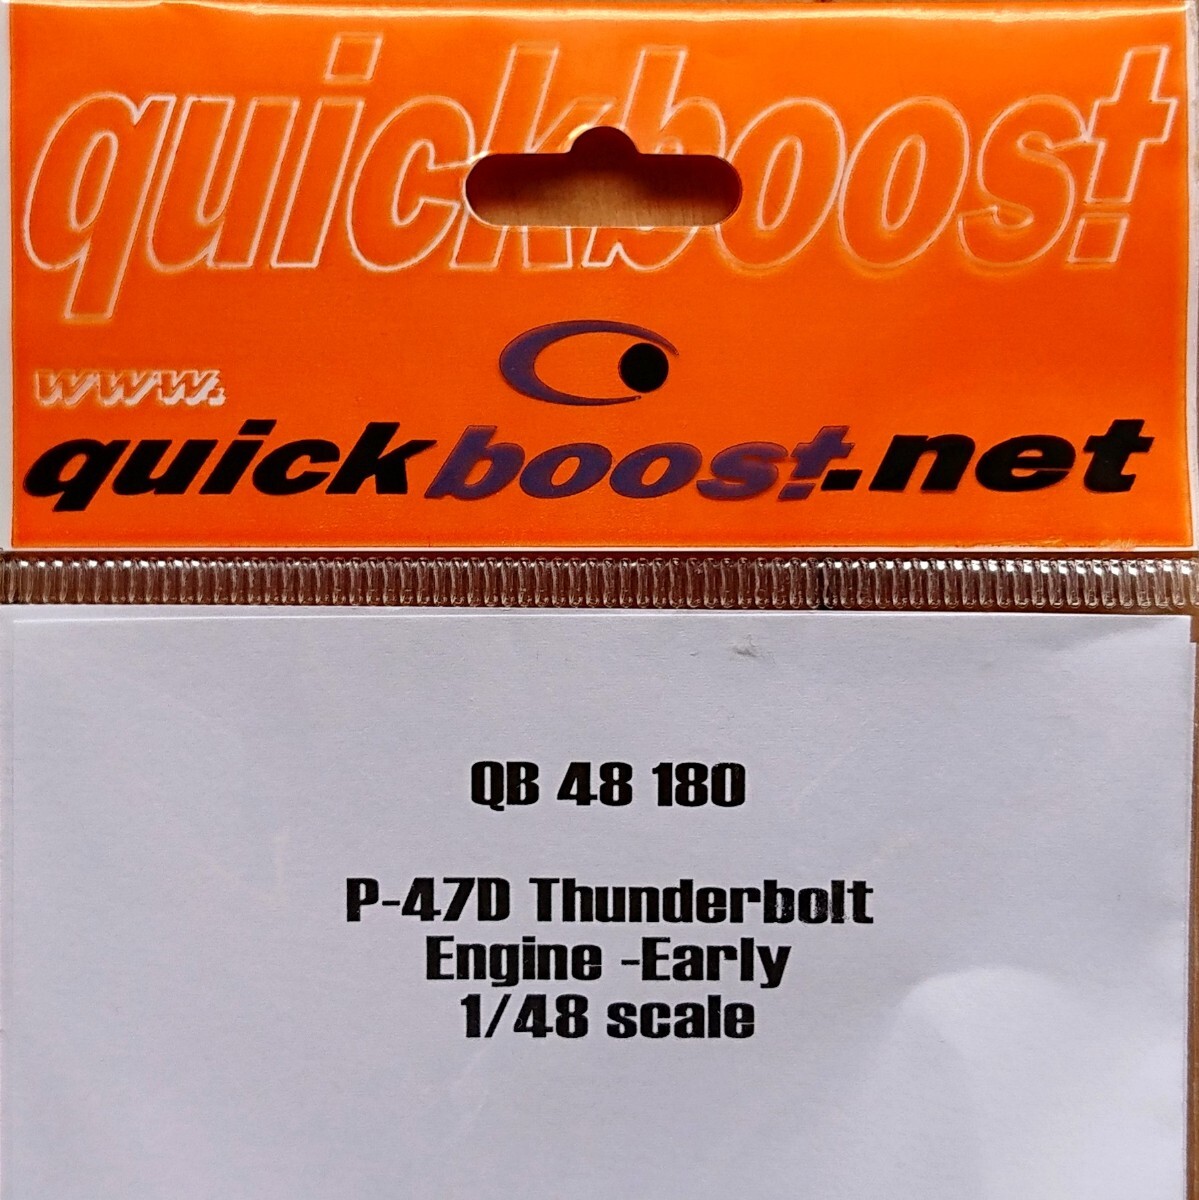 quickboost
www.
quickboost.net
QB 48 180
P-47D Thunderbolt
Engine -Early
1/48 scale